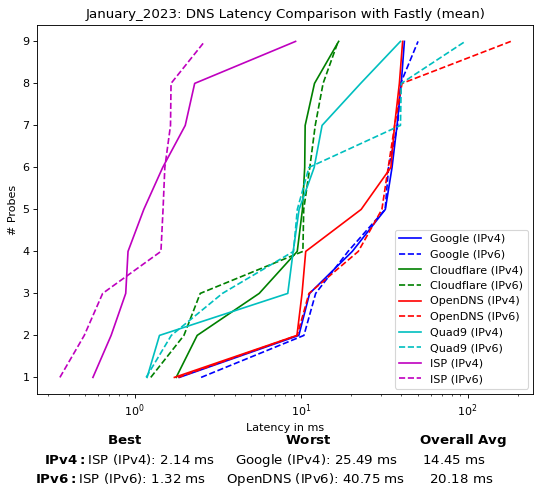 January_2023: DNS Latency Comparison with Fastly (mean)
# Probes
9
8
7
6
5
4
3
2
1
Google (IPv4)
Google (IPv6)
Cloudflare (IPv4)
Cloudflare (IPv6)
OpenDNS (IPv4)
OpenDNS (IPv6)
Quad9 (IPv4)
Quad9 (IPv6)
ISP (IPv4)
ISP (IPv6)
10⁰ 10¹ 10²
Latency in ms
Best Worst Overall Avg
IPv4: ISP (IPv4): 2.14 ms Google (IPv4): 25.49 ms 14.45 ms
IPv6: ISP (IPv6): 1.32 ms OpenDNS (IPv6): 40.75 ms 20.18 ms